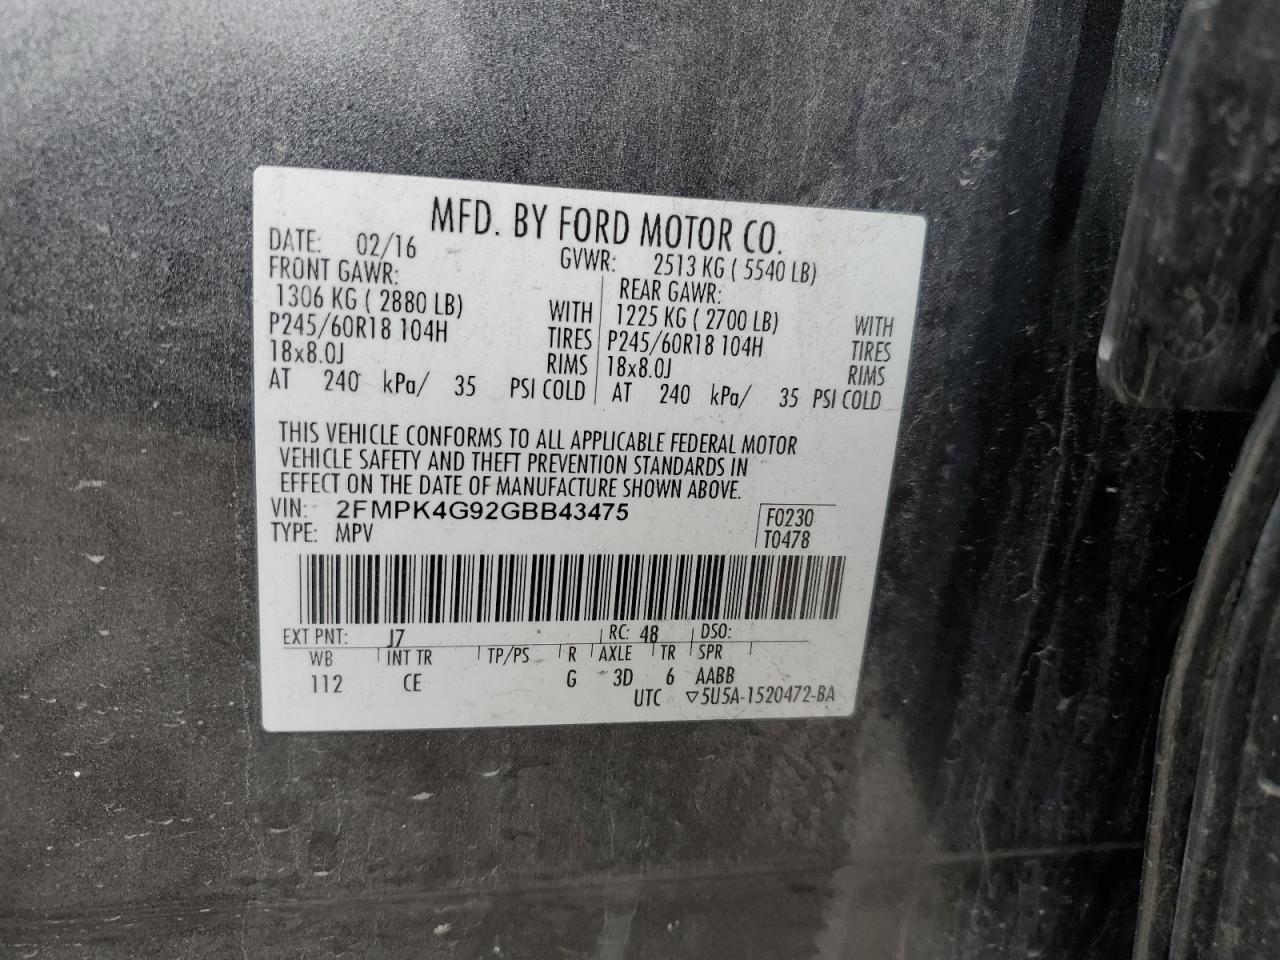 MFD. BY FORD MOTOR CO.
DATE: 02/16 GVWR: 2513 KG ( 5540 LB)
FRONT GAWR: REAR GAWR:
1306 KG ( 2880 LB) WITH 1225 KG ( 2700 LB) WITH
P245/60R18 104H TIRES P245/60R18 104H TIRES
18x8.0J RIMS 18x8.0J RIMS
AT 240 kPa/ 35 PSI COLD AT 240 kPa/ 35 PSI COLD
THIS VEHICLE CONFORMS TO ALL APPLICABLE FEDERAL MOTOR
VEHICLE SAFETY AND THEFT PREVENTION STANDARDS IN
EFFECT ON THE DATE OF MANUFACTURE SHOWN ABOVE.
VIN: 2FMPK4G92GBB43475 F0230
TYPE: MPV T0478
EXT PNT: J7 RC: 48 DSO:
WB INT TR TP/PS R AXLE TR SPR
112 CE G 3D 6 AABB
UTC ▽5U5A-1520472-BA